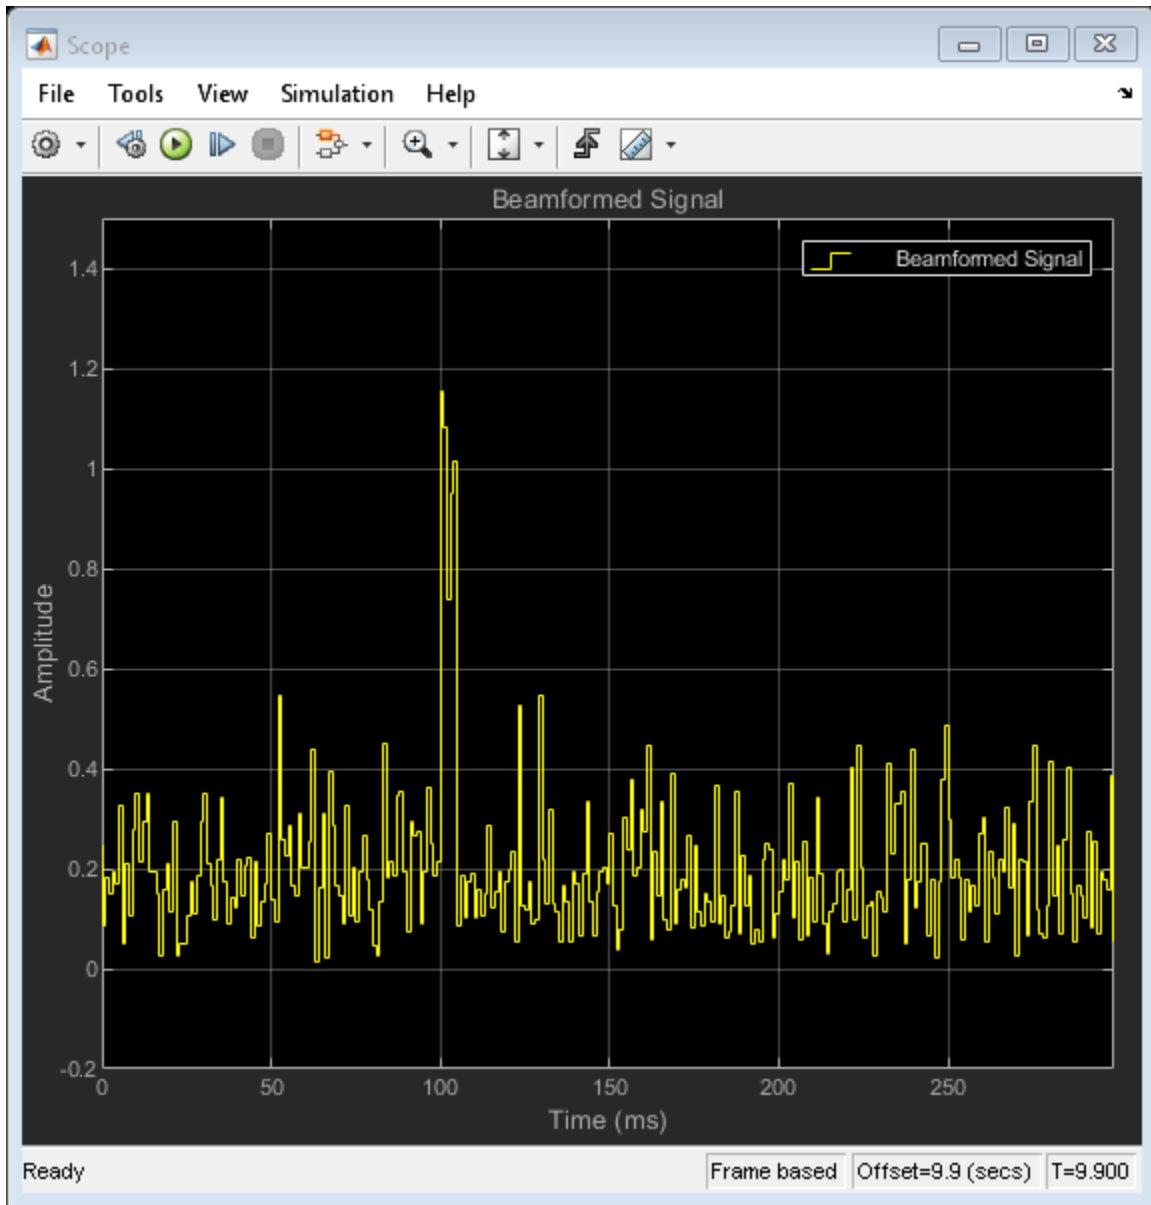 Scope
File Tools View Simulation Help
Beamformed Signal
Beamformed Signal
1.4
1.2
1
0.8
0.6
0.4
0.2
0
-0.2
Amplitude
0 50 100 150 200 250
Time (ms)
Ready Frame based Offset=9.9 (secs) T=9.900